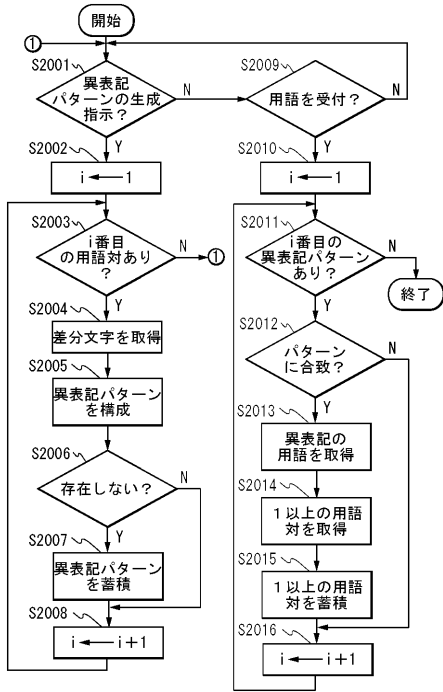 開始
①
S2001
異表記
パターンの生成
指示？
N
Y
S2002
i ← 1
S2003
i番目
の用語対あり
？
N
①
Y
S2004
差分文字を取得
S2005
異表記パターン
を構成
S2006
存在しない？
N
Y
S2007
異表記パターン
を蓄積
S2008
i ← i+1
S2009
用語を受付？
N
Y
S2010
i ← 1
S2011
i番目の
異表記パターン
あり？
N
終了
Y
S2012
パターン
に合致？
N
Y
S2013
異表記の
用語を取得
S2014
1以上の用語
対を取得
S2015
1以上の用語
対を蓄積
S2016
i ← i+1